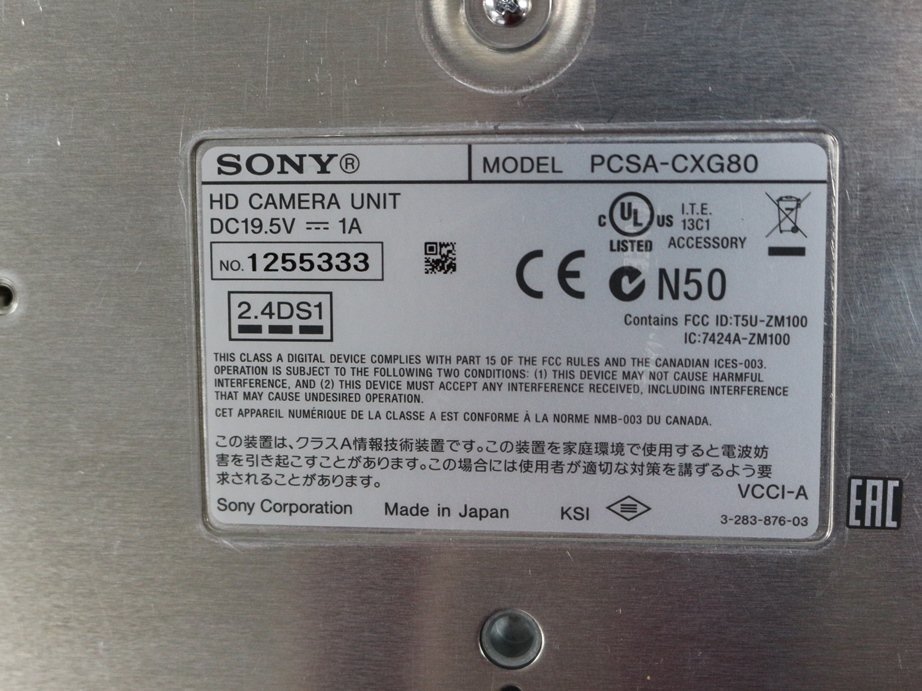 SONY®
MODEL PCSA-CXG80
HD CAMERA UNIT
DC19.5V ⎓ 1A
NO. 1255333
2.4DS1
C UL US
LISTED
I.T.E.
13C1
ACCESSORY
CE N50
Contains FCC ID:T5U-ZM100
IC:7424A-ZM100
THIS CLASS A DIGITAL DEVICE COMPLIES WITH PART 15 OF THE FCC RULES AND THE CANADIAN ICES-003.
OPERATION IS SUBJECT TO THE FOLLOWING TWO CONDITIONS: (1) THIS DEVICE MAY NOT CAUSE HARMFUL
INTERFERENCE, AND (2) THIS DEVICE MUST ACCEPT ANY INTERFERENCE RECEIVED, INCLUDING INTERFERENCE
THAT MAY CAUSE UNDESIRED OPERATION.
CET APPAREIL NUMÉRIQUE DE LA CLASSE A EST CONFORME À LA NORME NMB-003 DU CANADA.
この装置は、クラスA情報技術装置です。この装置を家庭環境で使用すると電波妨
害を引き起こすことがあります。この場合には使用者が適切な対策を講ずるよう要
求されることがあります。
VCCI-A
Sony Corporation Made in Japan KSI
3-283-876-03
EAC